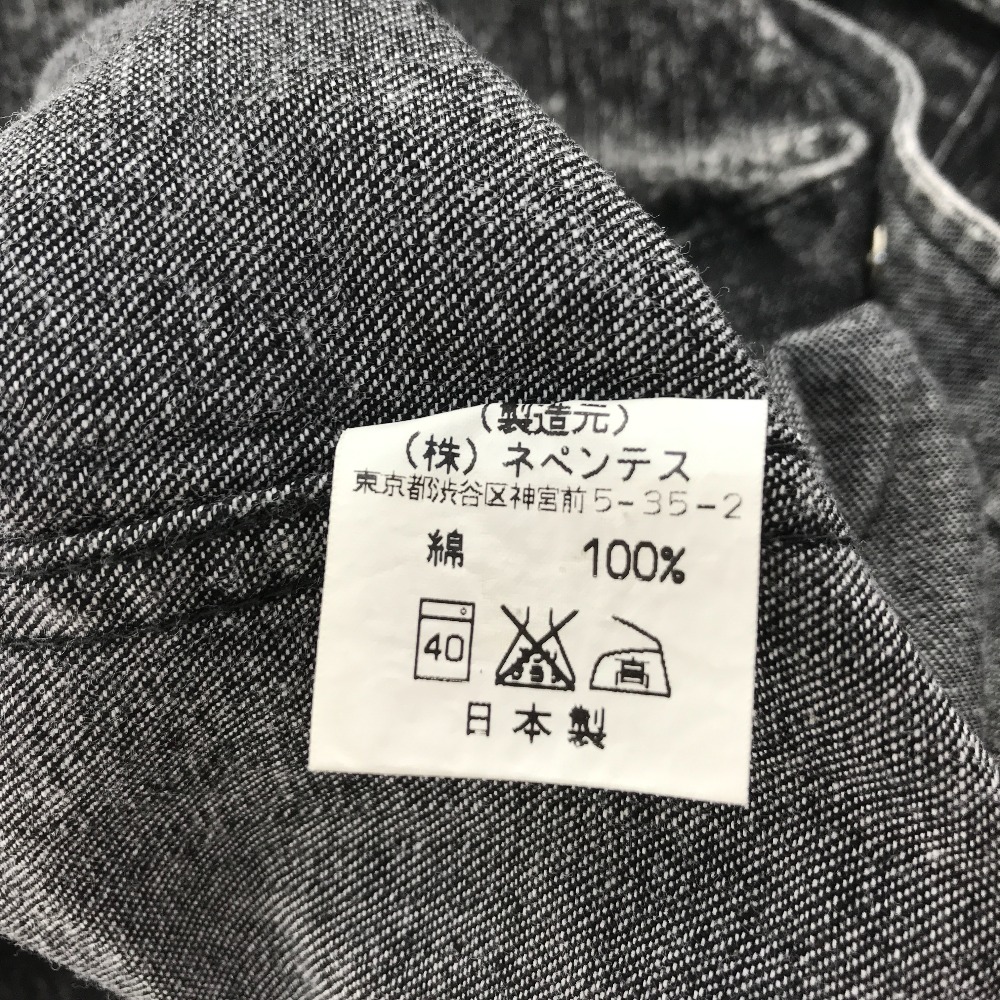 (製造元)
(株) ネペンテス
東京都渋谷区神宮前5-35-2
綿 100%
40 高
日本製